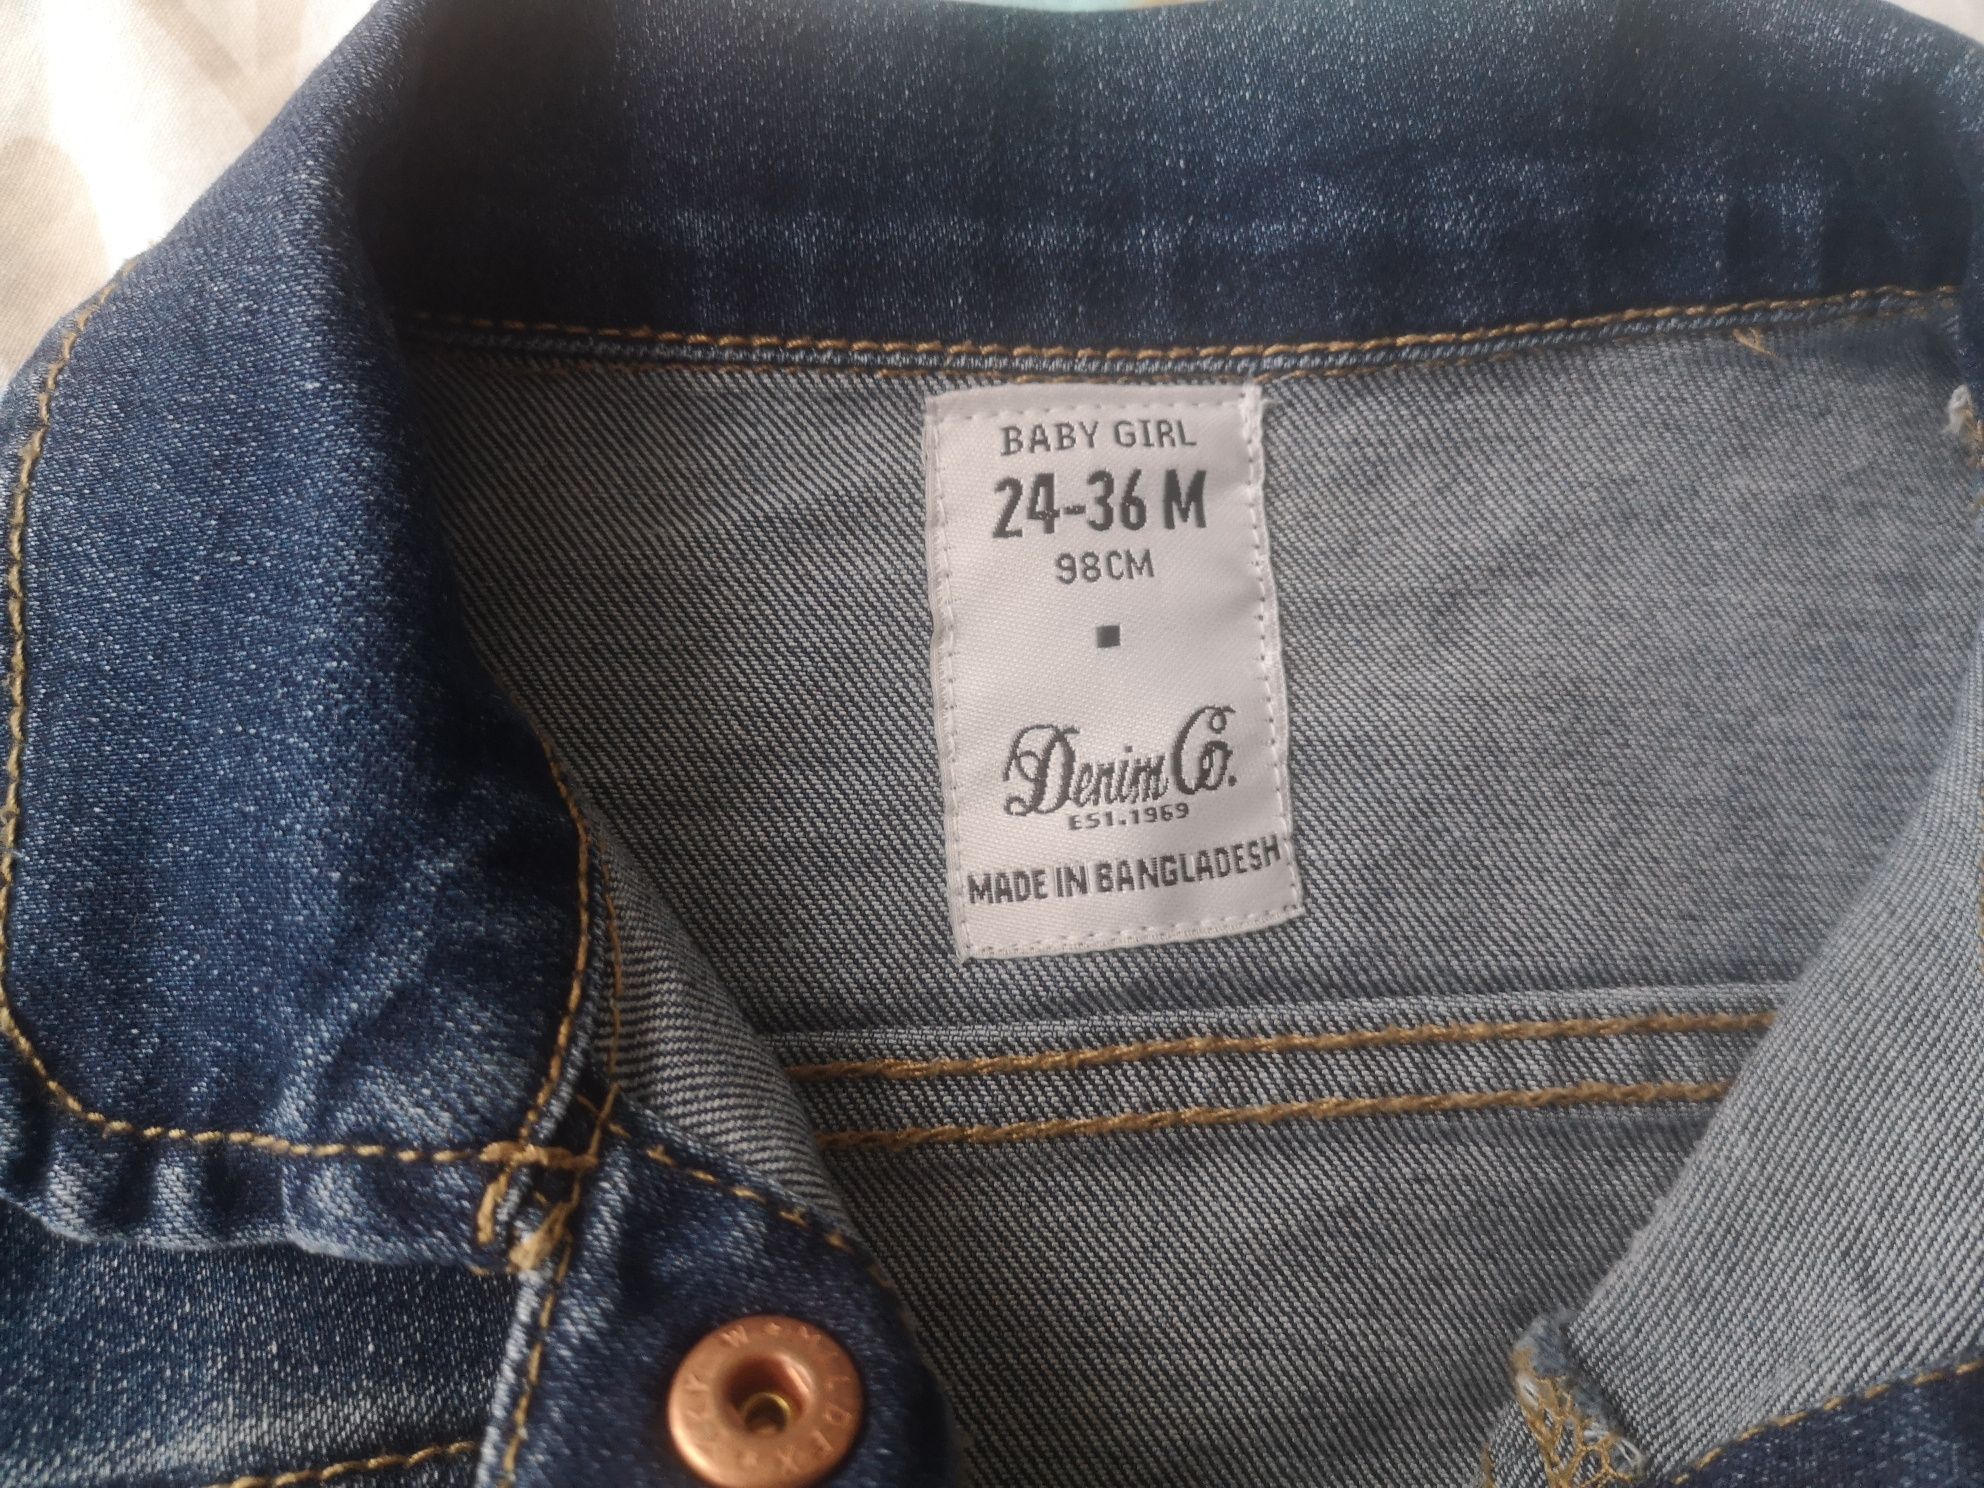 BABY GIRL
24-36 M
98CM
Denim Co.
EST.1969
MADE IN BANGLADESH